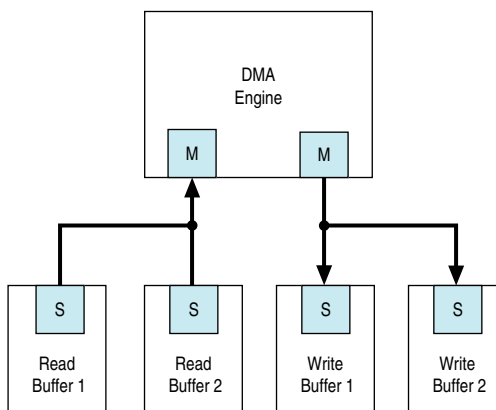 DMA
Engine
M
M
S
S
S
S
Read
Buffer 1
Read
Buffer 2
Write
Buffer 1
Write
Buffer 2